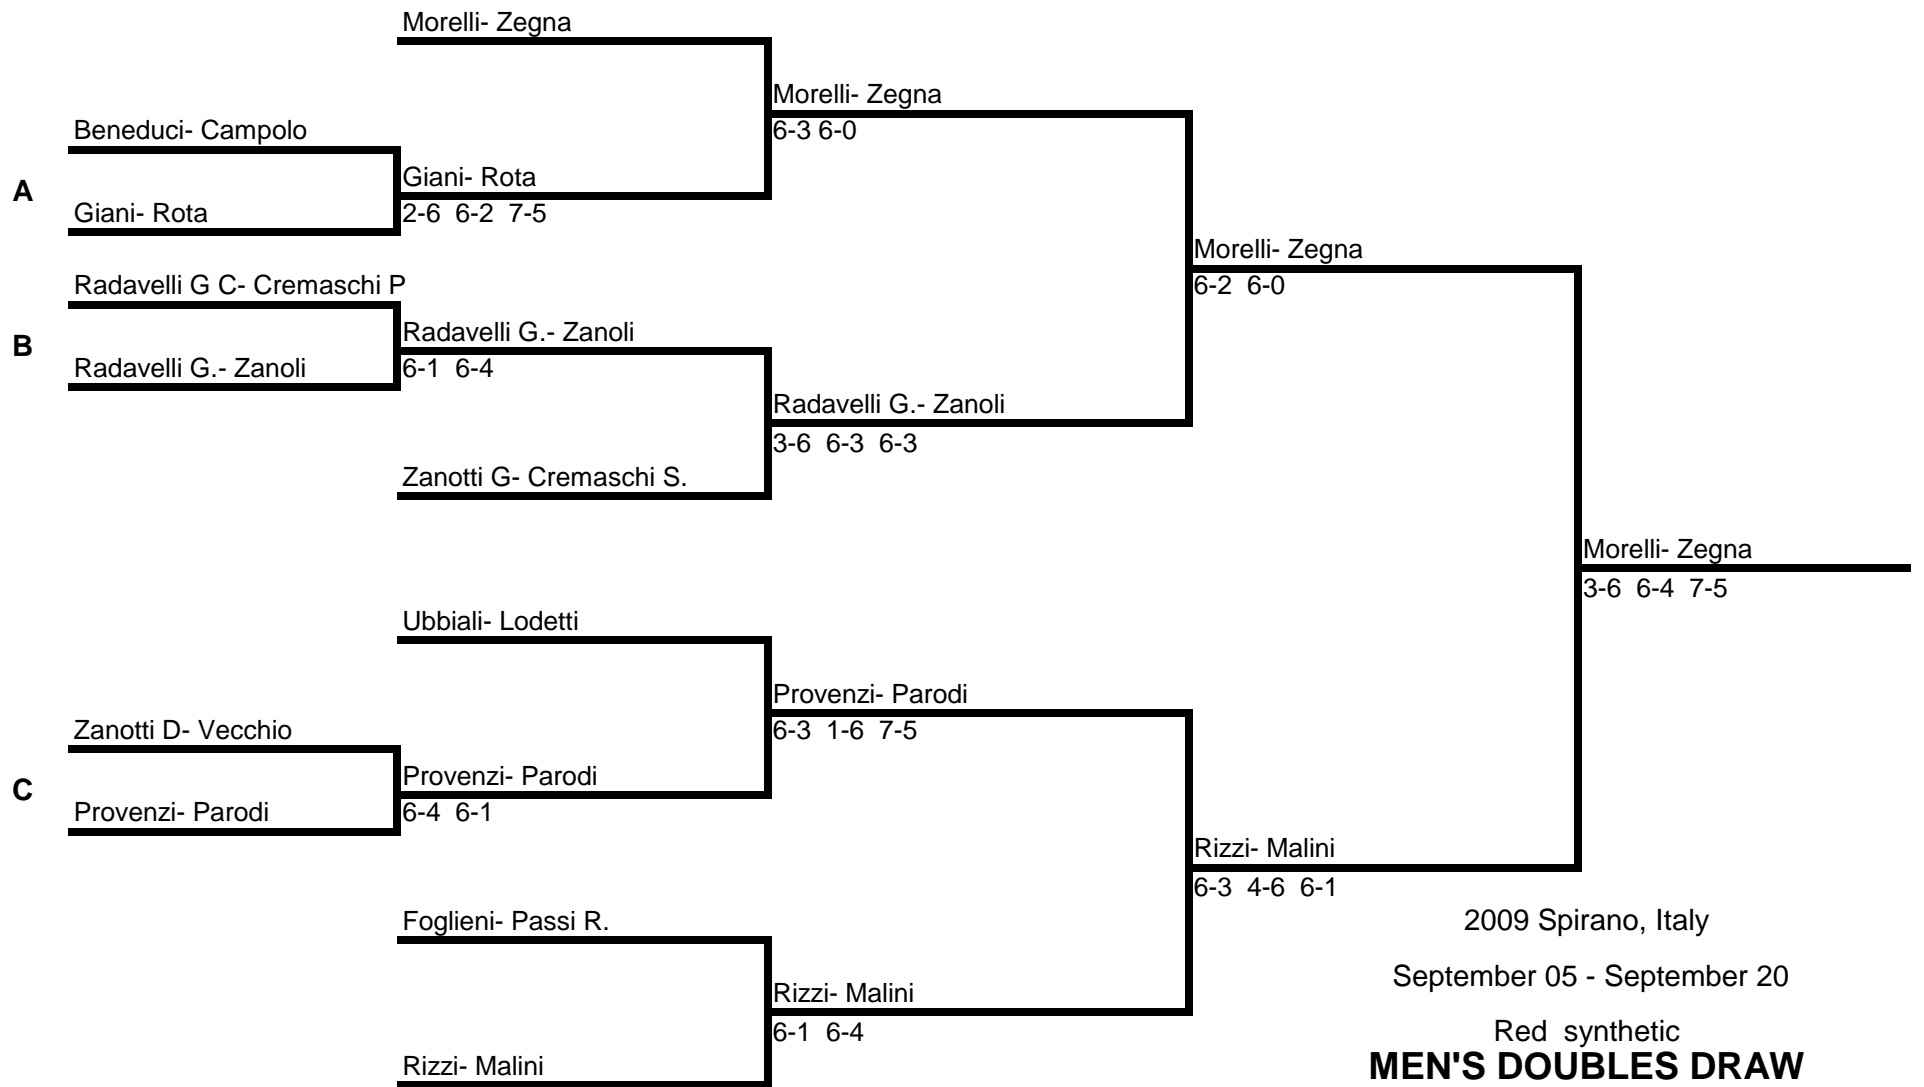 Morelli- Zegna
Morelli- Zegna
6-3 6-0
Beneduci- Campolo
A
Giani- Rota
2-6 6-2 7-5
Giani- Rota
Morelli- Zegna
6-2 6-0
Radavelli G C- Cremaschi P
B
Radavelli G.- Zanoli
6-1 6-4
Radavelli G.- Zanoli
Radavelli G.- Zanoli
3-6 6-3 6-3
Zanotti G- Cremaschi S.
Morelli- Zegna
3-6 6-4 7-5
Ubbiali- Lodetti
Provenzi- Parodi
6-3 1-6 7-5
Zanotti D- Vecchio
C
Provenzi- Parodi
6-4 6-1
Provenzi- Parodi
Rizzi- Malini
6-3 4-6 6-1
Foglieni- Passi R.
Rizzi- Malini
6-1 6-4
Rizzi- Malini
2009 Spirano, Italy
September 05 - September 20
Red synthetic
MEN'S DOUBLES DRAW